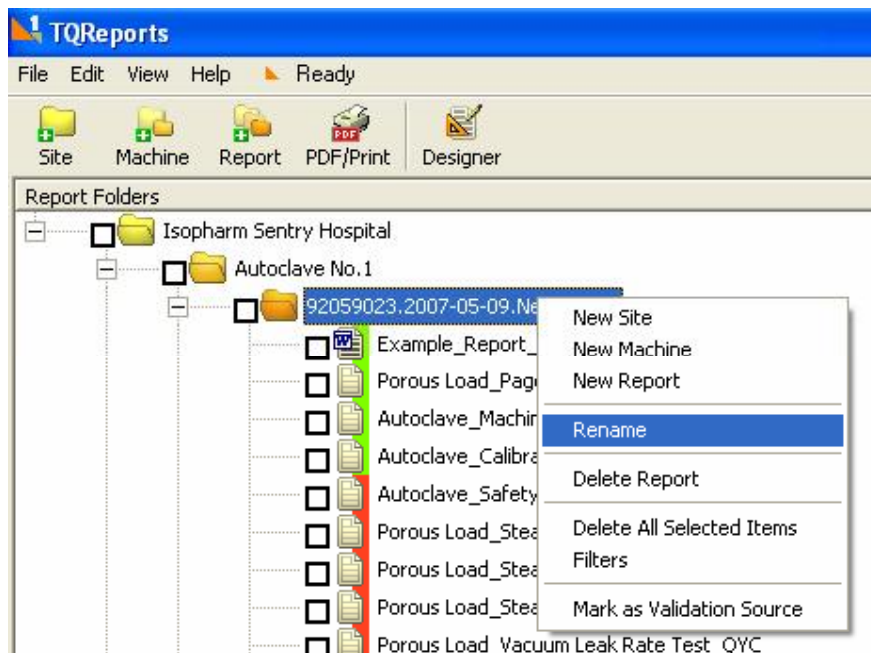 TQReports
File Edit View Help Ready
Site Machine Report PDF/Print Designer
Report Folders
Isopharm Sentry Hospital
Autoclave No.1
92059023.2007-05-09.Ne
Example_Report_
Porous Load_Pag
Autoclave_Machin
Autoclave_Calibra
Autoclave_Safety
Porous Load_Stea
Porous Load_Stea
Porous Load_Stea
Porous Load_Vacuum Leak Rate Test_QYC
New Site
New Machine
New Report
Rename
Delete Report
Delete All Selected Items
Filters
Mark as Validation Source